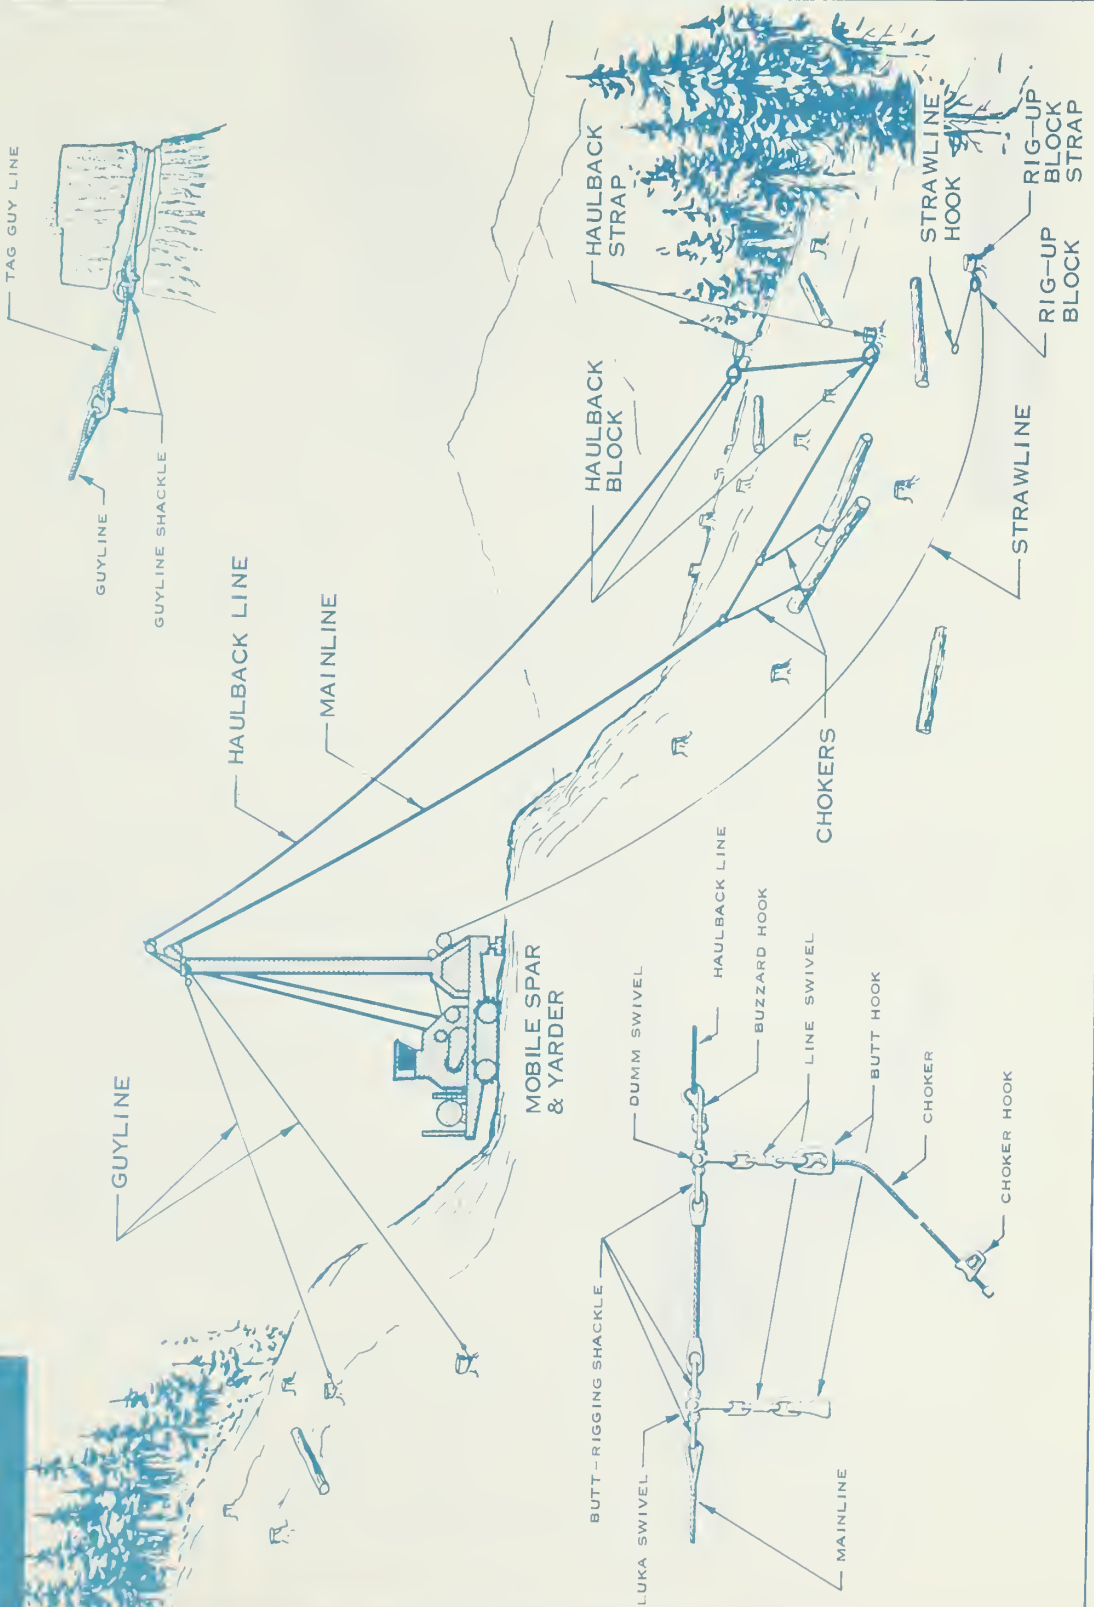 TAG GUY LINE
GUYLINE
GUYLINE SHACKLE
HAULBACK LINE
MAINLINE
GUYLINE
HAULBACK
STRAP
HAULBACK
BLOCK
STRAWLINE
HOOK
RIG-UP
BLOCK
STRAP
RIG-UP
BLOCK
STRAWLINE
CHOKERS
MOBILE SPAR
& YARDER
DUMM SWIVEL
HAULBACK LINE
BUZZARD HOOK
LINE SWIVEL
BUTT HOOK
CHOKER
CHOKER HOOK
BUTT-RIGGING SHACKLE
LUKA SWIVEL
MAINLINE